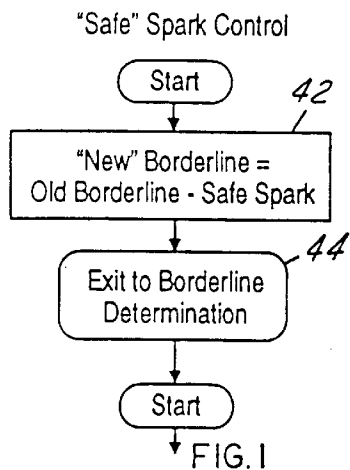 “Safe” Spark Control
Start
42
“New” Borderline =
Old Borderline - Safe Spark
44
Exit to Borderline
Determination
Start
FIG.1